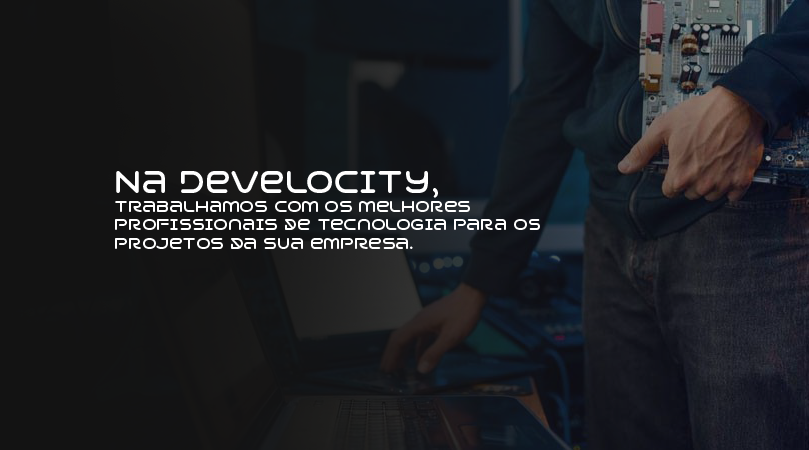 Na Develocity,
trabalhamos com os melhores
profissionais de tecnologia para os
projetos da sua empresa.